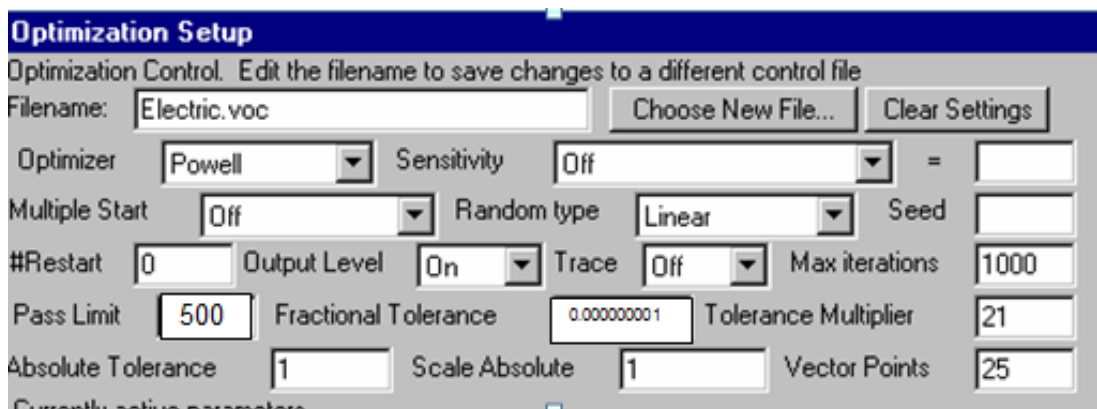 Optimization Setup
Optimization Control. Edit the filename to save changes to a different control file
Filename: Electric.voc Choose New File... Clear Settings
Optimizer Powell Sensitivity Off =
Multiple Start Off Random type Linear Seed
#Restart 0 Output Level On Trace Off Max iterations 1000
Pass Limit 500 Fractional Tolerance 0.000000001 Tolerance Multiplier 21
Absolute Tolerance 1 Scale Absolute 1 Vector Points 25
Currently active parameters